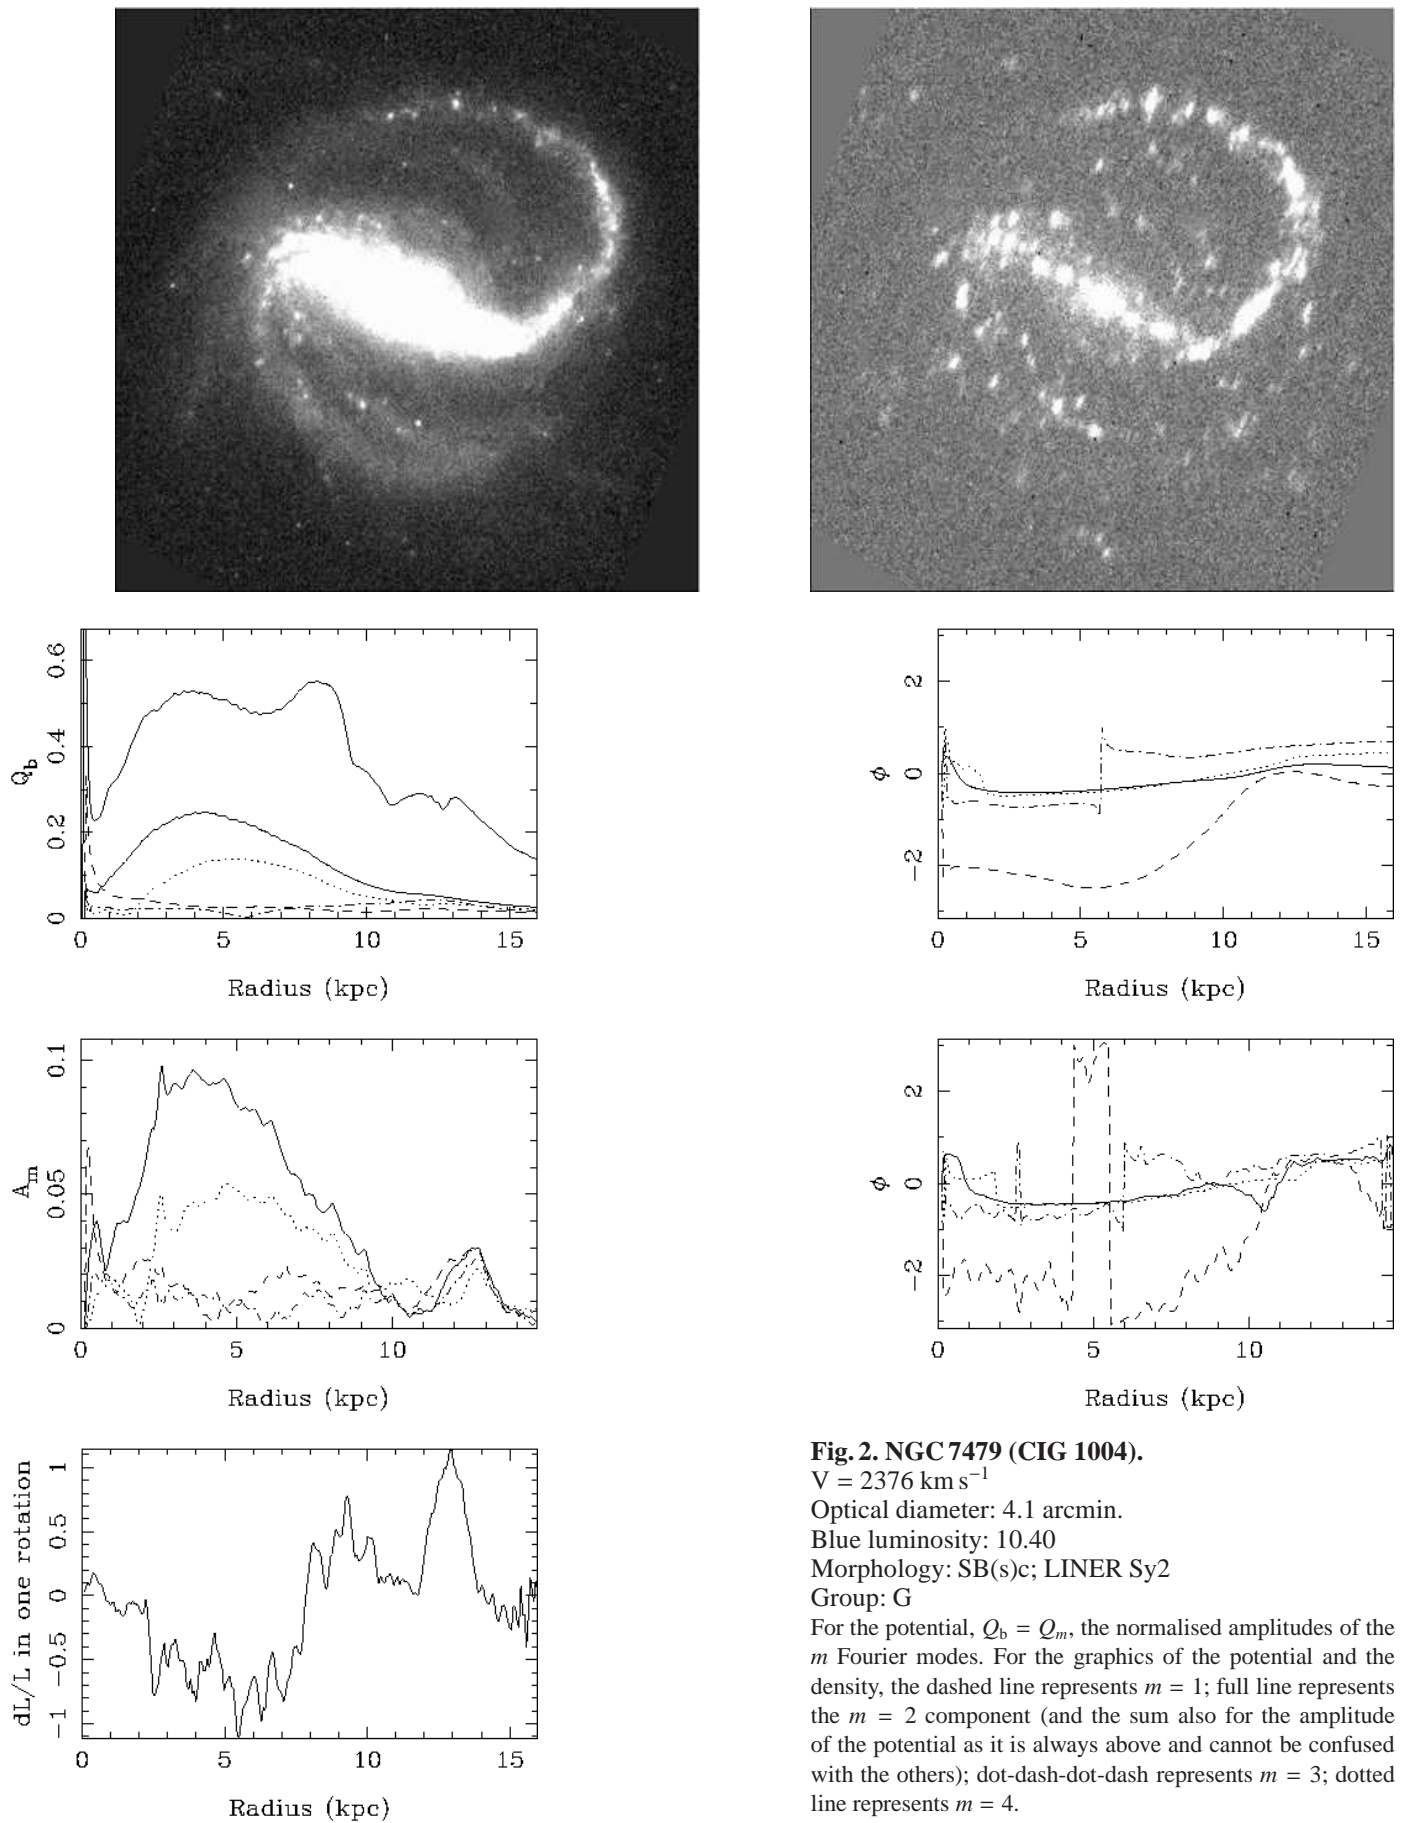 0.6
0.4
0.2
0
Q_b
0 5 10 15
Radius (kpc)
2
0
−2
ϕ
0 5 10 15
Radius (kpc)
0.1
0.05
0
A_m
0 5 10
Radius (kpc)
2
0
−2
ϕ
0 5 10
Radius (kpc)
1
0.5
0
−0.5
−1
dL/L in one rotation
0 5 10 15
Radius (kpc)
Fig. 2. NGC 7479 (CIG 1004).
V = 2376 km s⁻¹
Optical diameter: 4.1 arcmin.
Blue luminosity: 10.40
Morphology: SB(s)c; LINER Sy2
Group: G
For the potential, Q_b = Q_m, the normalised amplitudes of the
m Fourier modes. For the graphics of the potential and the
density, the dashed line represents m = 1; full line represents
the m = 2 component (and the sum also for the amplitude
of the potential as it is always above and cannot be confused
with the others); dot-dash-dot-dash represents m = 3; dotted
line represents m = 4.